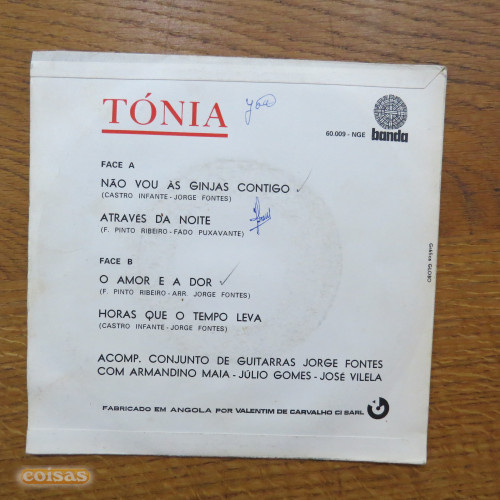 TÓNIA
60.009 - NGE
banda
FACE A
NÃO VOU ÀS GINJAS CONTIGO
(CASTRO INFANTE - JORGE FONTES)
ATRAVÉS D'A NOITE
(F. PINTO RIBEIRO - FADO PUXAVANTE)
FACE B
O AMOR E A DOR
(F. PINTO RIBEIRO - ARR. JORGE FONTES)
HORAS QUE O TEMPO LEVA
(CASTRO INFANTE - JORGE FONTES)
ACOMP. CONJUNTO DE GUITARRAS JORGE FONTES
COM ARMANDINO MAIA - JÚLIO GOMES - JOSÉ VILELA
FABRICADO EM ANGOLA POR VALENTIM DE CARVALHO CI SARL
Gráfica GLOBO
coisas